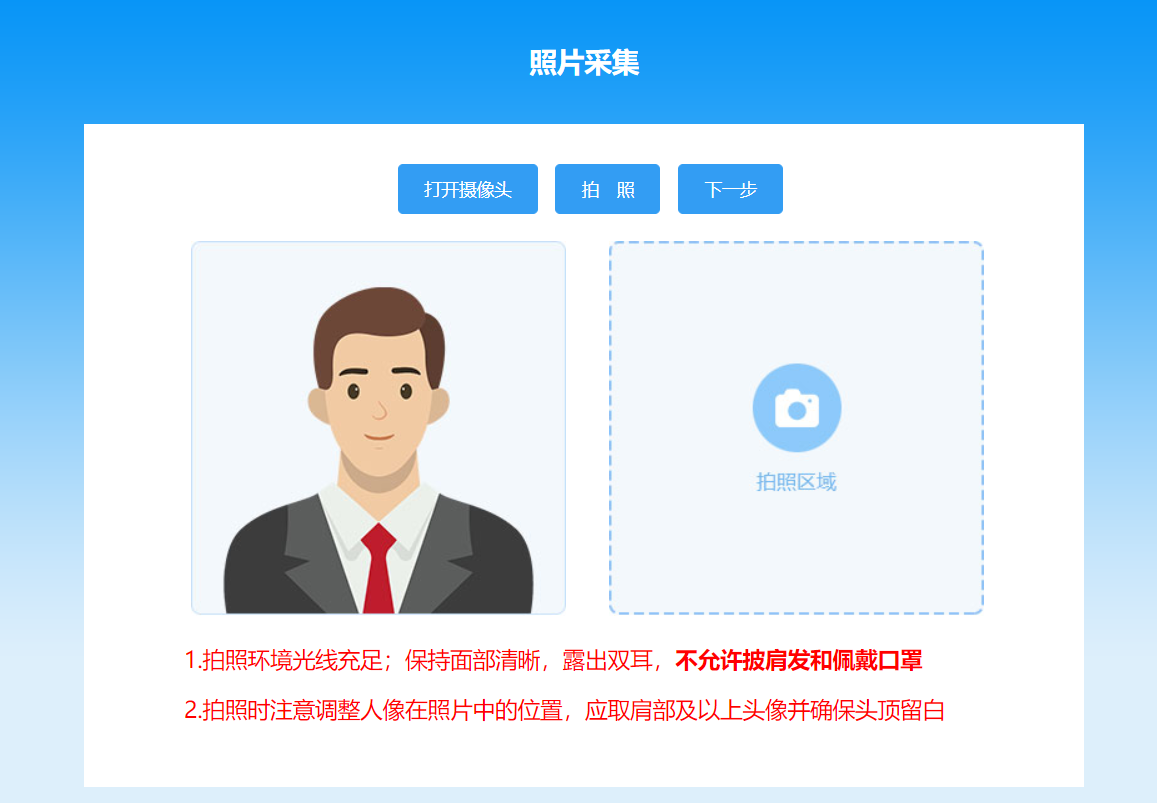 照片采集
打开摄像头
拍 照
下一步
拍照区域
1.拍照环境光线充足；保持面部清晰，露出双耳，不允许披肩发和佩戴口罩
2.拍照时注意调整人像在照片中的位置，应取肩部及以上头像并确保头顶留白